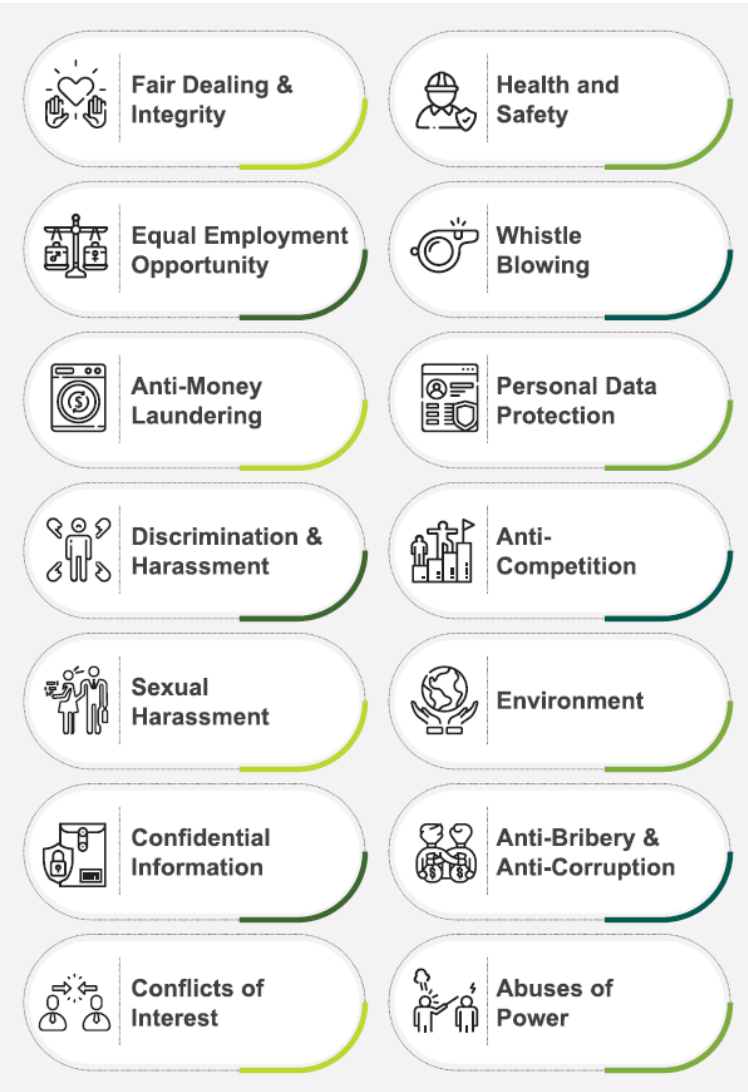 Fair Dealing &
Integrity
Health and
Safety
Equal Employment
Opportunity
Whistle
Blowing
Anti-Money
Laundering
Personal Data
Protection
Discrimination &
Harassment
Anti-
Competition
Sexual
Harassment
Environment
Confidential
Information
Anti-Bribery &
Anti-Corruption
Conflicts of
Interest
Abuses of
Power